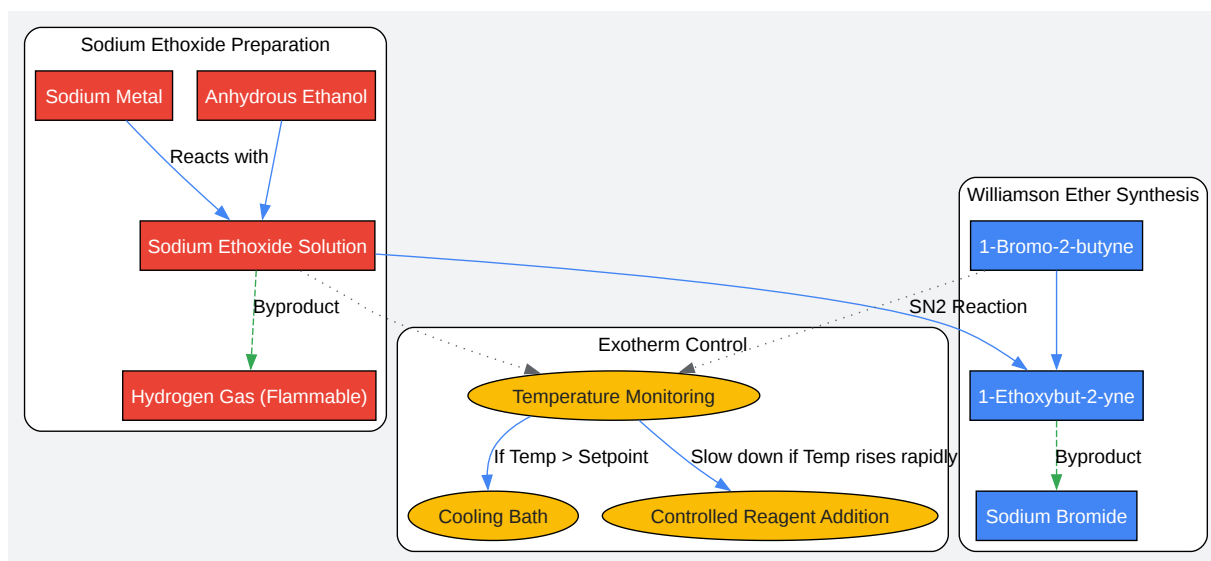 Sodium Ethoxide Preparation
Sodium Metal
Anhydrous Ethanol
Reacts with
Sodium Ethoxide Solution
Byproduct
Hydrogen Gas (Flammable)
Williamson Ether Synthesis
1-Bromo-2-butyne
SN2 Reaction
1-Ethoxybut-2-yne
Byproduct
Sodium Bromide
Exotherm Control
Temperature Monitoring
If Temp > Setpoint
Slow down if Temp rises rapidly
Cooling Bath
Controlled Reagent Addition